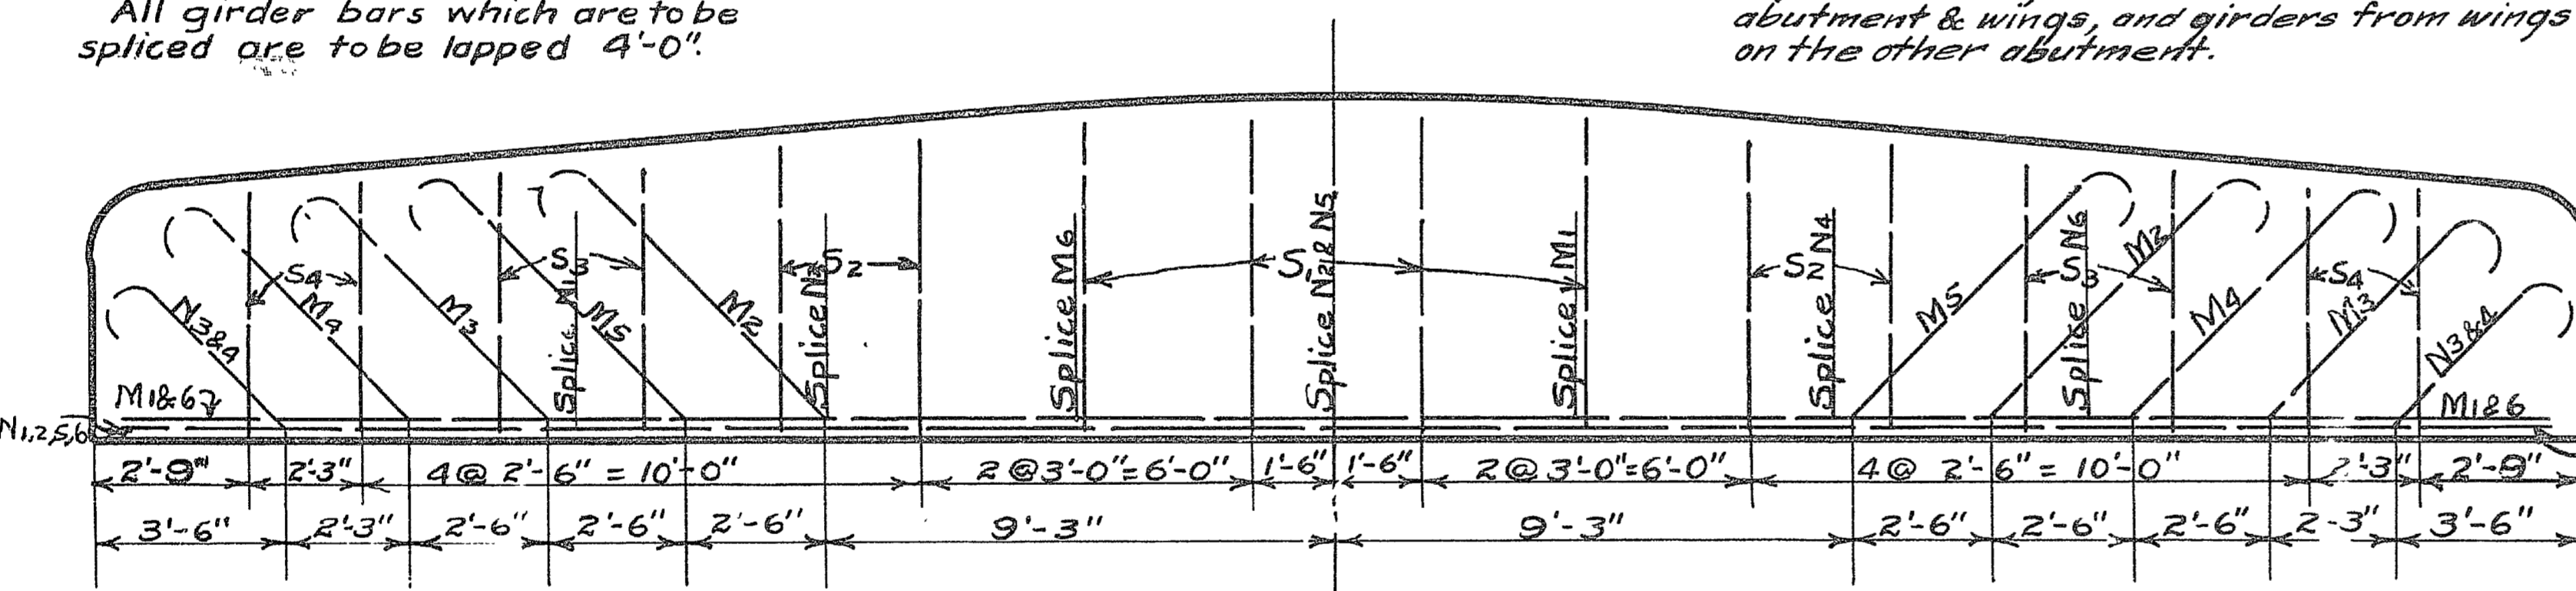 All girder bars which are to be
spliced are to be lapped 4'-0".
abutment & wings, and girders from wings
on the other abutment.
N3&4
S4
M4
M3
S3
Splice M1
M5
M2
Splice N3
S2
Splice M6
S1
Splice N2 & N5
Splice M1
S2
Splice N4
M5
S3
Splice N6
M2
M4
S4
M3
N3&4
M1&6
M1&6
N1,2,5,6
2'-9" 2'-3" 4 @ 2'-6" = 10'-0" 2 @ 3'-0" = 6'-0" 1'-6" 1'-6" 2 @ 3'-0" = 6'-0" 4 @ 2'-6" = 10'-0" 2'-3" 2'-9"
3'-6" 2'-3" 2'-6" 2'-6" 2'-6" 9'-3" 9'-3" 2'-6" 2'-6" 2'-6" 2-3" 3'-6"